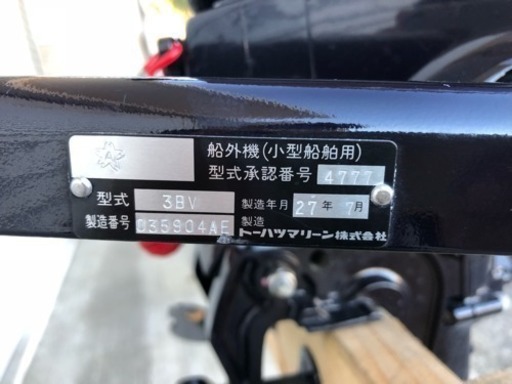 船外機(小型船舶用)
型式承認番号 4777
型式 3BV 製造年月 27年 7月
製造番号 035904AE 製造 トーハツマリーン株式会社